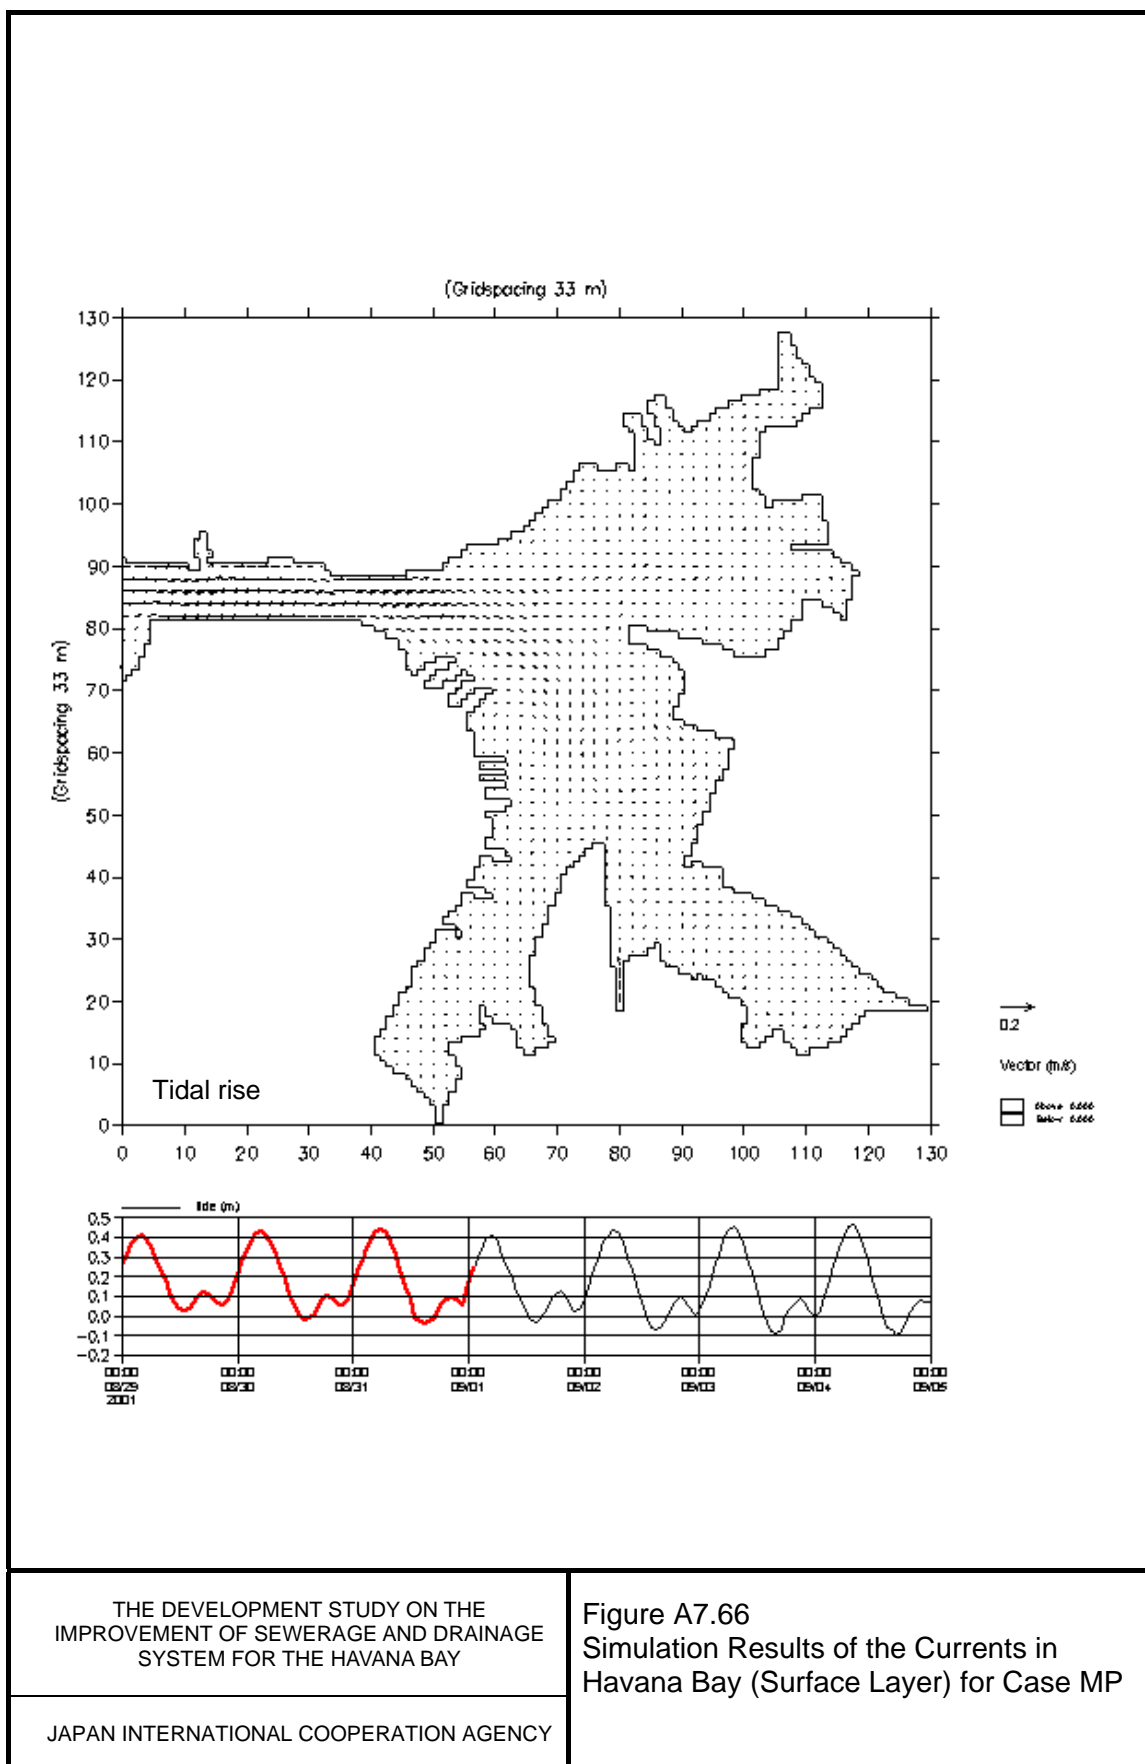 (Gridspacing 33 m)
130
120
110
100
90
80
70
60
50
40
30
20
10
0
(Gridspacing 33 m)
Tidal rise
0 10 20 30 40 50 60 70 80 90 100 110 120 130
0.2
Vector (m/s)
Above
Below
tide (m)
0.5
0.4
0.3
0.2
0.1
0.0
-0.1
-0.2
00:00 00:00 00:00 00:00 00:00 00:00 00:00 00:00
08/29 08/30 08/31 09/01 09/02 09/03 09/04 09/05
2001
THE DEVELOPMENT STUDY ON THE
IMPROVEMENT OF SEWERAGE AND DRAINAGE
SYSTEM FOR THE HAVANA BAY
JAPAN INTERNATIONAL COOPERATION AGENCY
Figure A7.66
Simulation Results of the Currents in
Havana Bay (Surface Layer) for Case MP